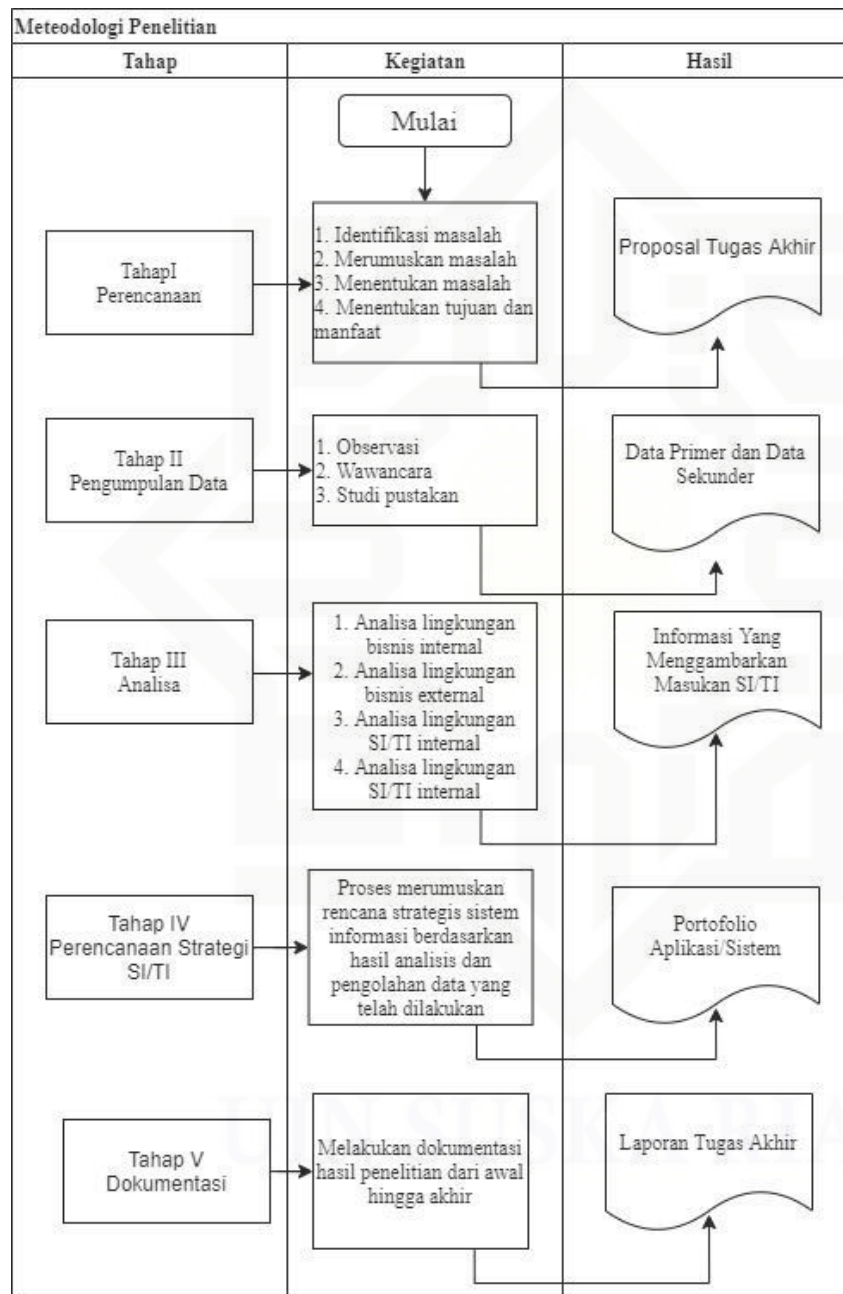 Meteodologi Penelitian
Tahap
Kegiatan
Hasil
Mulai
TahapI
Perencanaan
1. Identifikasi masalah
2. Merumuskan masalah
3. Menentukan masalah
4. Menentukan tujuan dan
manfaat
Proposal Tugas Akhir
Tahap II
Pengumpulan Data
1. Observasi
2. Wawancara
3. Studi pustakan
Data Primer dan Data
Sekunder
Tahap III
Analisa
1. Analisa lingkungan
bisnis internal
2. Analisa lingkungan
bisnis external
3. Analisa lingkungan
SI/TI internal
4. Analisa lingkungan
SI/TI internal
Informasi Yang
Menggambarkan
Masukan SI/TI
Tahap IV
Perencanaan Strategi
SI/TI
Proses merumuskan
rencana strategis sistem
informasi berdasarkan
hasil analisis dan
pengolahan data yang
telah dilakukan
Portofolio
Aplikasi/Sistem
Tahap V
Dokumentasi
Melakukan dokumentasi
hasil penelitian dari awal
hingga akhir
Laporan Tugas Akhir
UIN SUSKA RIA